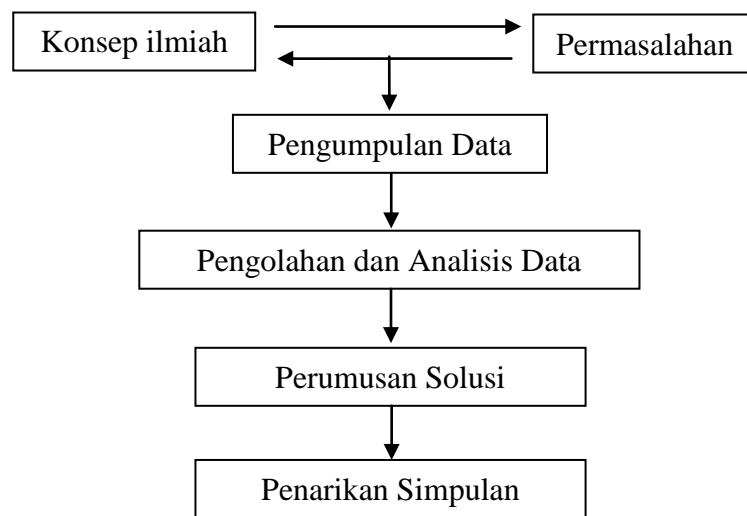 Konsep ilmiah
Permasalahan
Pengumpulan Data
Pengolahan dan Analisis Data
Perumusan Solusi
Penarikan Simpulan